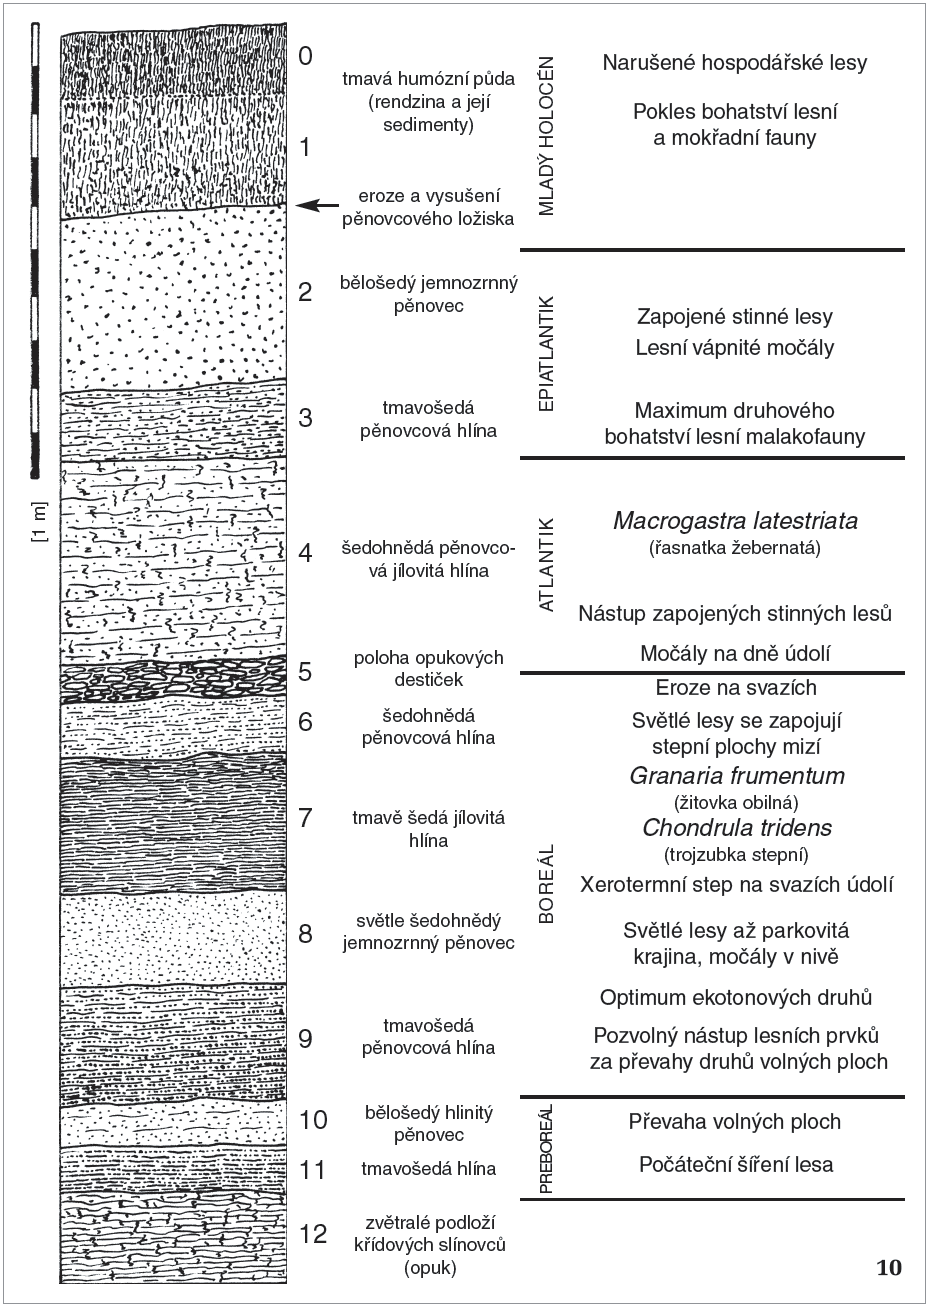 0
tmavá humózní půda
(rendzina a její
sedimenty)
1
eroze a vysušení
pěnovcového ložiska
2
bělošedý jemnozrnný
pěnovec
3
tmavošedá
pěnovcová hlína
4
šedohnědá pěnovco-
vá jílovitá hlína
5
poloha opukových
destiček
6
šedohnědá
pěnovcová hlína
7
tmavě šedá jílovitá
hlína
8
světle šedohnědý
jemnozrnný pěnovec
9
tmavošedá
pěnovcová hlína
10
bělošedý hlinitý
pěnovec
11
tmavošedá hlína
12
zvětralé podloží
křídových slínovců
(opuk)
[1 m]
MLADÝ HOLOCÉN
Narušené hospodářské lesy
Pokles bohatství lesní
a mokřadní fauny
EPIATLANTIK
Zapojené stinné lesy
Lesní vápnité močály
Maximum druhového
bohatství lesní malakofauny
ATLANTIK
Macrogastra latestriata
(řasnatka žebernatá)
Nástup zapojených stinných lesů
Močály na dně údolí
BOREÁL
Eroze na svazích
Světlé lesy se zapojují
stepní plochy mizí
Granaria frumentum
(žitovka obilná)
Chondrula tridens
(trojzubka stepní)
Xerotermní step na svazích údolí
Světlé lesy až parkovitá
krajina, močály v nivě
Optimum ekotonových druhů
Pozvolný nástup lesních prvků
za převahy druhů volných ploch
PREBOREÁL
Převaha volných ploch
Počáteční šíření lesa
10